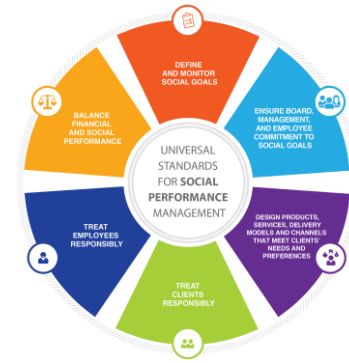 DEFINE
AND MONITOR
SOCIAL GOALS
ENSURE BOARD,
MANAGEMENT,
AND EMPLOYEE
COMMITMENT TO
SOCIAL GOALS
DESIGN PRODUCTS,
SERVICES, DELIVERY
MODELS AND CHANNELS
THAT MEET CLIENTS'
NEEDS AND
PREFERENCES
TREAT
CLIENTS
RESPONSIBLY
TREAT
EMPLOYEES
RESPONSIBLY
BALANCE
FINANCIAL
AND SOCIAL
PERFORMANCE
UNIVERSAL
STANDARDS
FOR SOCIAL
PERFORMANCE
MANAGEMENT